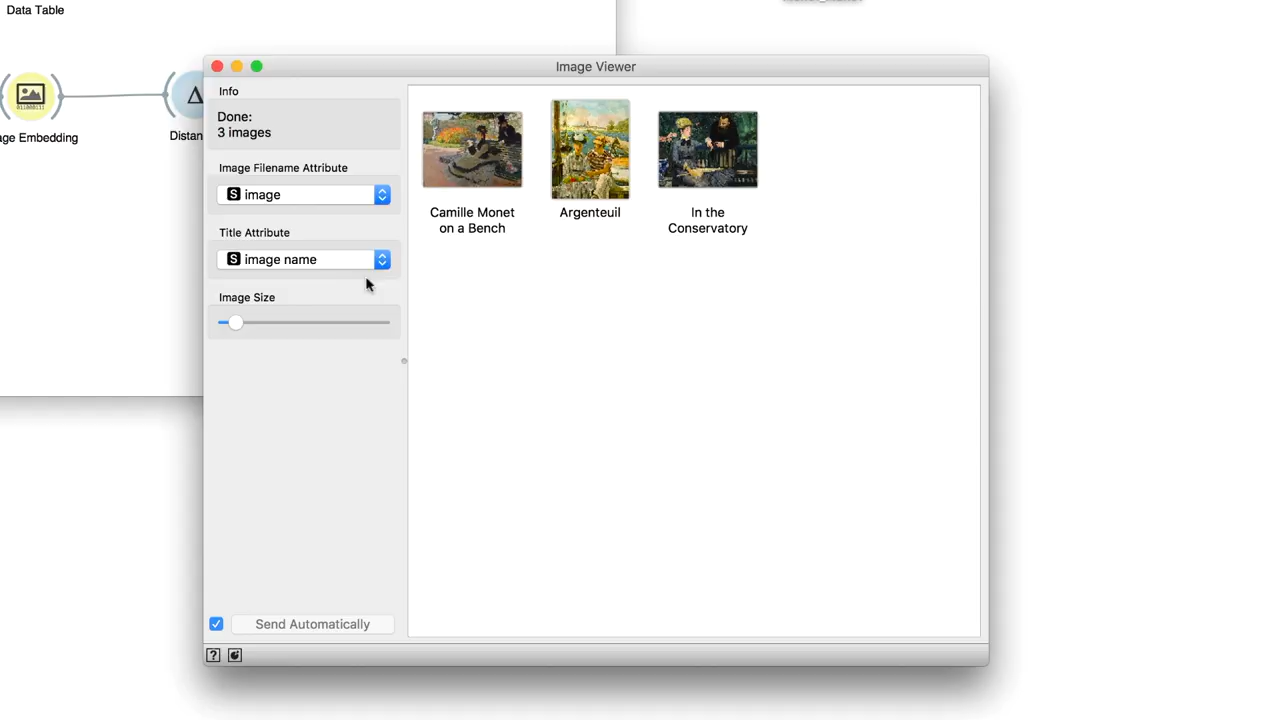 Data Table
age Embedding
Distan
Image Viewer
Info
Done:
3 images
Image Filename Attribute
S image
Title Attribute
S image name
Image Size
Send Automatically
?
Camille Monet
on a Bench
Argenteuil
In the
Conservatory